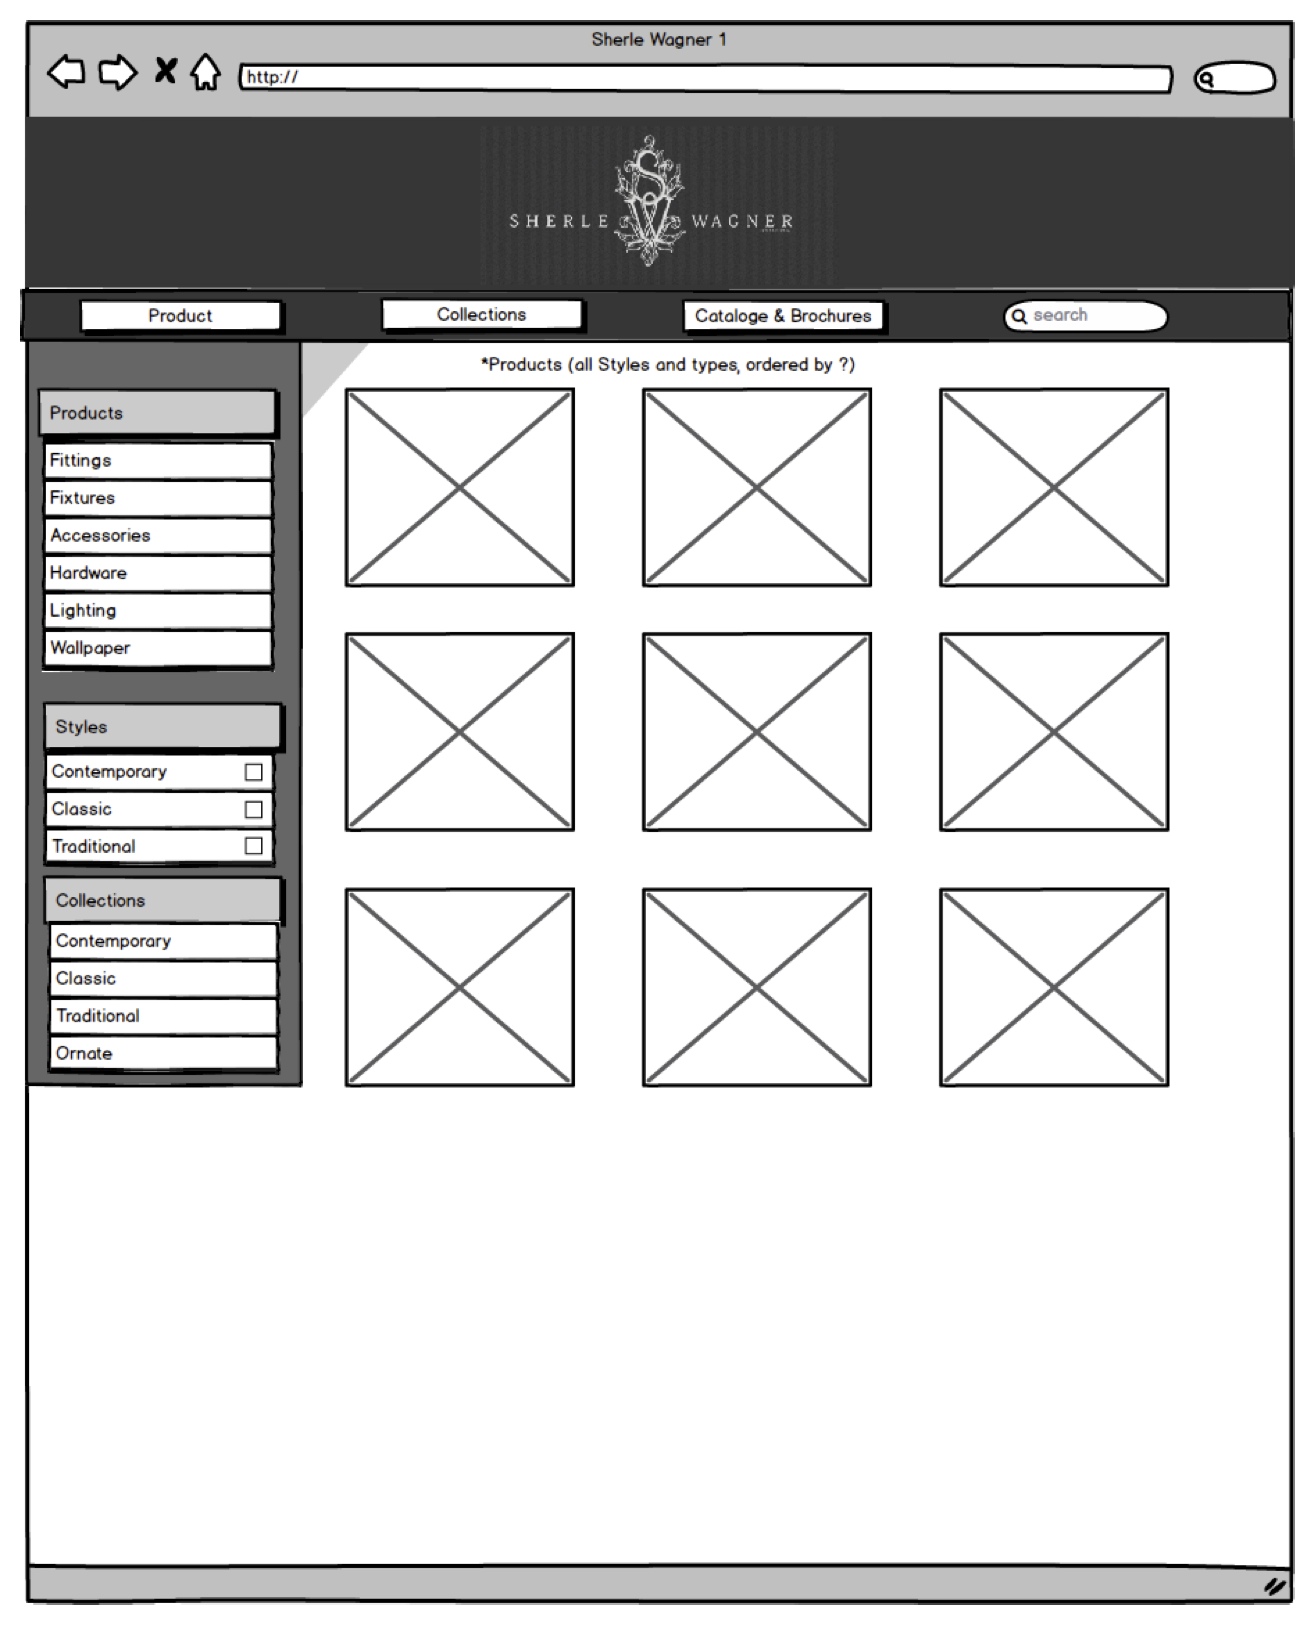 Sherle Wagner 1
http://
SHERLE WAGNER
Product
Collections
Cataloge & Brochures
search
*Products (all Styles and types, ordered by ?)
Products
Fittings
Fixtures
Accessories
Hardware
Lighting
Wallpaper
Styles
Contemporary
Classic
Traditional
Collections
Contemporary
Classic
Traditional
Ornate